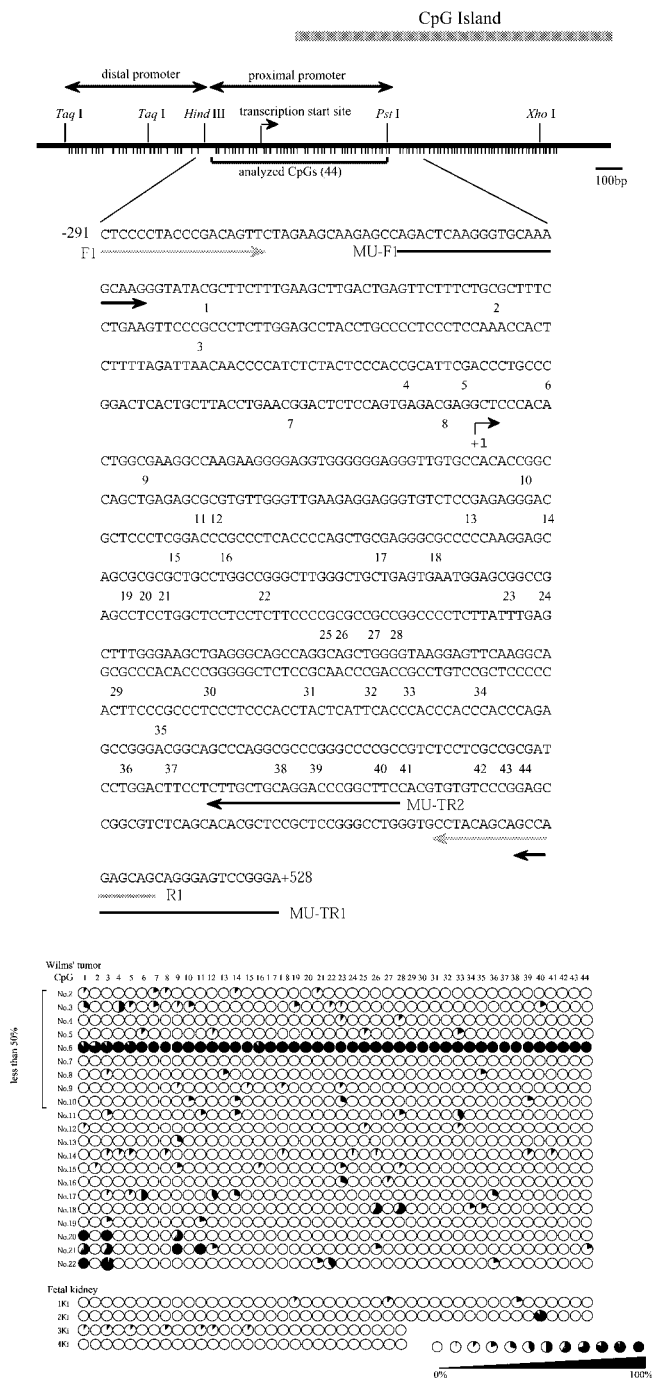 CpG Island
distal promoter proximal promoter
Taq I Taq I Hind III transcription start site Pst I Xho I
analyzed CpGs (44)
100bp
-291 CTCCCCTACCCGACAGTTCTAGAAGCAAGAGCCAGACTCAAGGGTGCAAA
F1 MU-F1
GCAAGGGTATACGCTTCTTTGAAGCTTGACTGAGTTCTTTCTGCGCTTTC
1 2
CTGAAGTTCCCGCCCTCTTGGAGCCTACCTGCCCCTCCCTCCAAACCACT
3
CTTTTAGATTAACAACCCCATCTCTACTCCCACCGCATTCGACCCTGCCC
4 5 6
GGACTCACTGCTTACCTGAACGGACTCTCCAGTGAGACGAGGCTCCCACA
7 8
+1
CTGGCGAAGGCCAAGAAGGGGAGGTGGGGGGAGGGTTGTGCCACACCGGC
9 10
CAGCTGAGAGCGCGTGTTGGGTTGAAGAGGAGGGTGTCTCCGAGAGGGAC
11 12 13 14
GCTCCCTCGGACCCGCCCTCACCCCAGCTGCGAGGGCGCCCCCAAGGAGC
15 16 17 18
AGCGCGCGCTGCCTGGCCGGGCTTGGGCTGCTGAGTGAATGGAGCGGCCG
19 20 21 22 23 24
AGCCTCCTGGCTCCTCCTCTTCCCCGCGCCGCCGGCCCCTCTTATTTGAG
25 26 27 28
CTTTGGGAAGCTGAGGGCAGCCAGGCAGCTGGGGTAAGGAGTTCAAGGCA
GCGCCCACACCCGGGGGCTCTCCGCAACCCGACCGCCTGTCCGCTCCCCC
29 30 31 32 33 34
ACTTCCCGCCCTCCCTCCCACCTACTCATTCACCCACCCACCCACCCAGA
35
GCCGGGACGGCAGCCCAGGCGCCCGGGCCCCGCCGTCTCCTCGCCGCGAT
36 37 38 39 40 41 42 43 44
CCTGGACTTCCTCTTGCTGCAGGACCCGGCTTCCACGTGTGTCCCGGAGC
MU-TR2
CGGCGTCTCAGCACACGCTCCGCTCCGGGCCTGGGTGCCTACAGCAGCCA
GAGCAGCAGGGAGTCCGGGA+528
R1
MU-TR1
Wilms' tumor
CpG 1 2 3 4 5 6 7 8 9 10 11 12 13 14 15 16 17 18 19 20 21 22 23 24 25 26 27 28 29 30 31 32 33 34 35 36 37 38 39 40 41 42 43 44
less than 50%
No.2
No.3
No.4
No.5
No.6
No.7
No.8
No.9
No.10
No.11
No.12
No.13
No.14
No.15
No.16
No.17
No.18
No.19
No.20
No.21
No.22
Fetal kidney
1K1
2K1
3K1
4K1
0% 100%